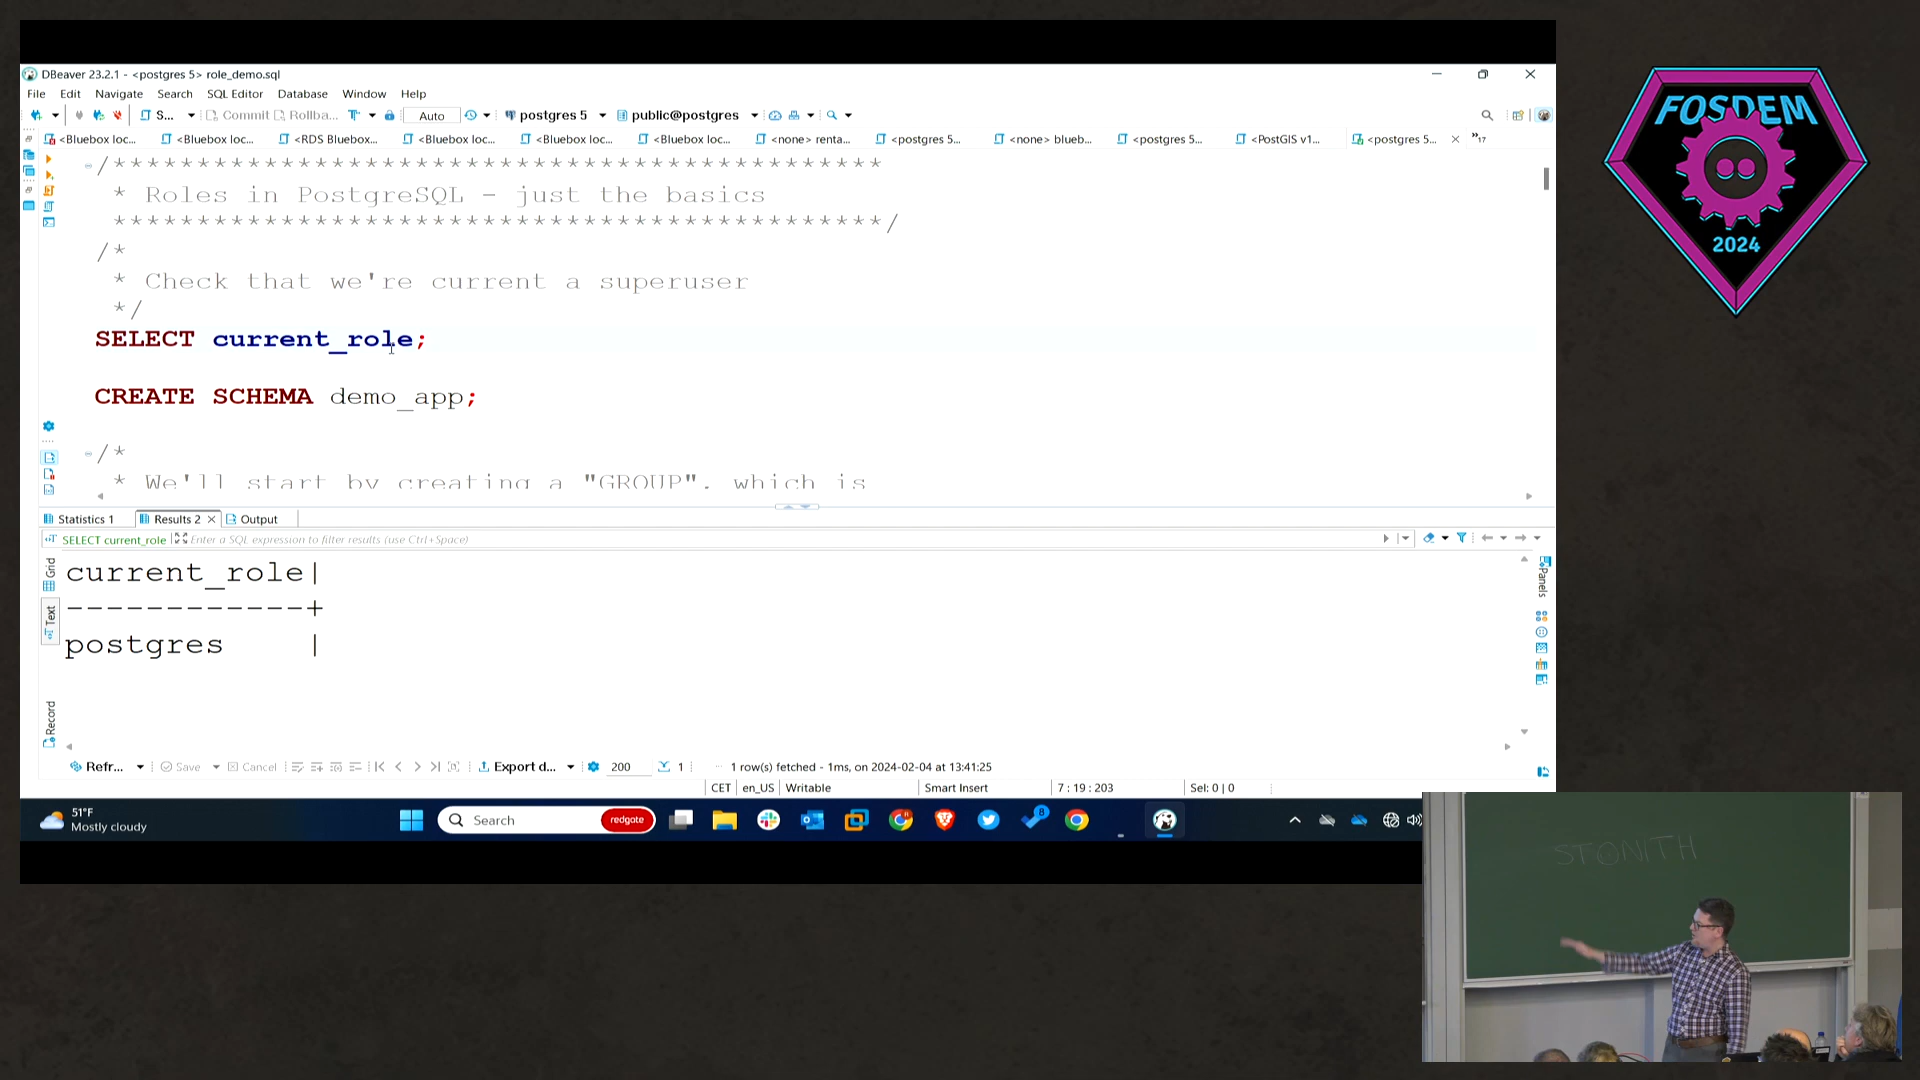 DBeaver 23.2.1 - <postgres 5> role_demo.sql
File Edit Navigate Search SQL Editor Database Window Help
S... Commit Rollba... T Auto postgres 5 public@postgres
<Bluebox loc... <Bluebox loc... <RDS Bluebox... <Bluebox loc... <Bluebox loc... <Bluebox loc... <none> renta... <postgres 5... <none> blueb... <postgres 5... <PostGIS v1... <postgres 5... "17
/**********************************************
* Roles in PostgreSQL - just the basics
**********************************************/
/*
* Check that we're current a superuser
*/
SELECT current_role;
CREATE SCHEMA demo_app;
/*
* We'll start by creating a "GROUP", which is
Statistics 1 Results 2 Output
SELECT current_role Enter a SQL expression to filter results (use Ctrl+Space)
Grid
Text
Record
Panels
current_role|
------------+
postgres |
Refr... Save Cancel Export d... 200 1 1 row(s) fetched - 1ms, on 2024-02-04 at 13:41:25
CET en_US Writable Smart Insert 7 : 19 : 203 Sel: 0 | 0
51°F
Mostly cloudy
Search redgate
8
FOSDEM
2024
STONITH